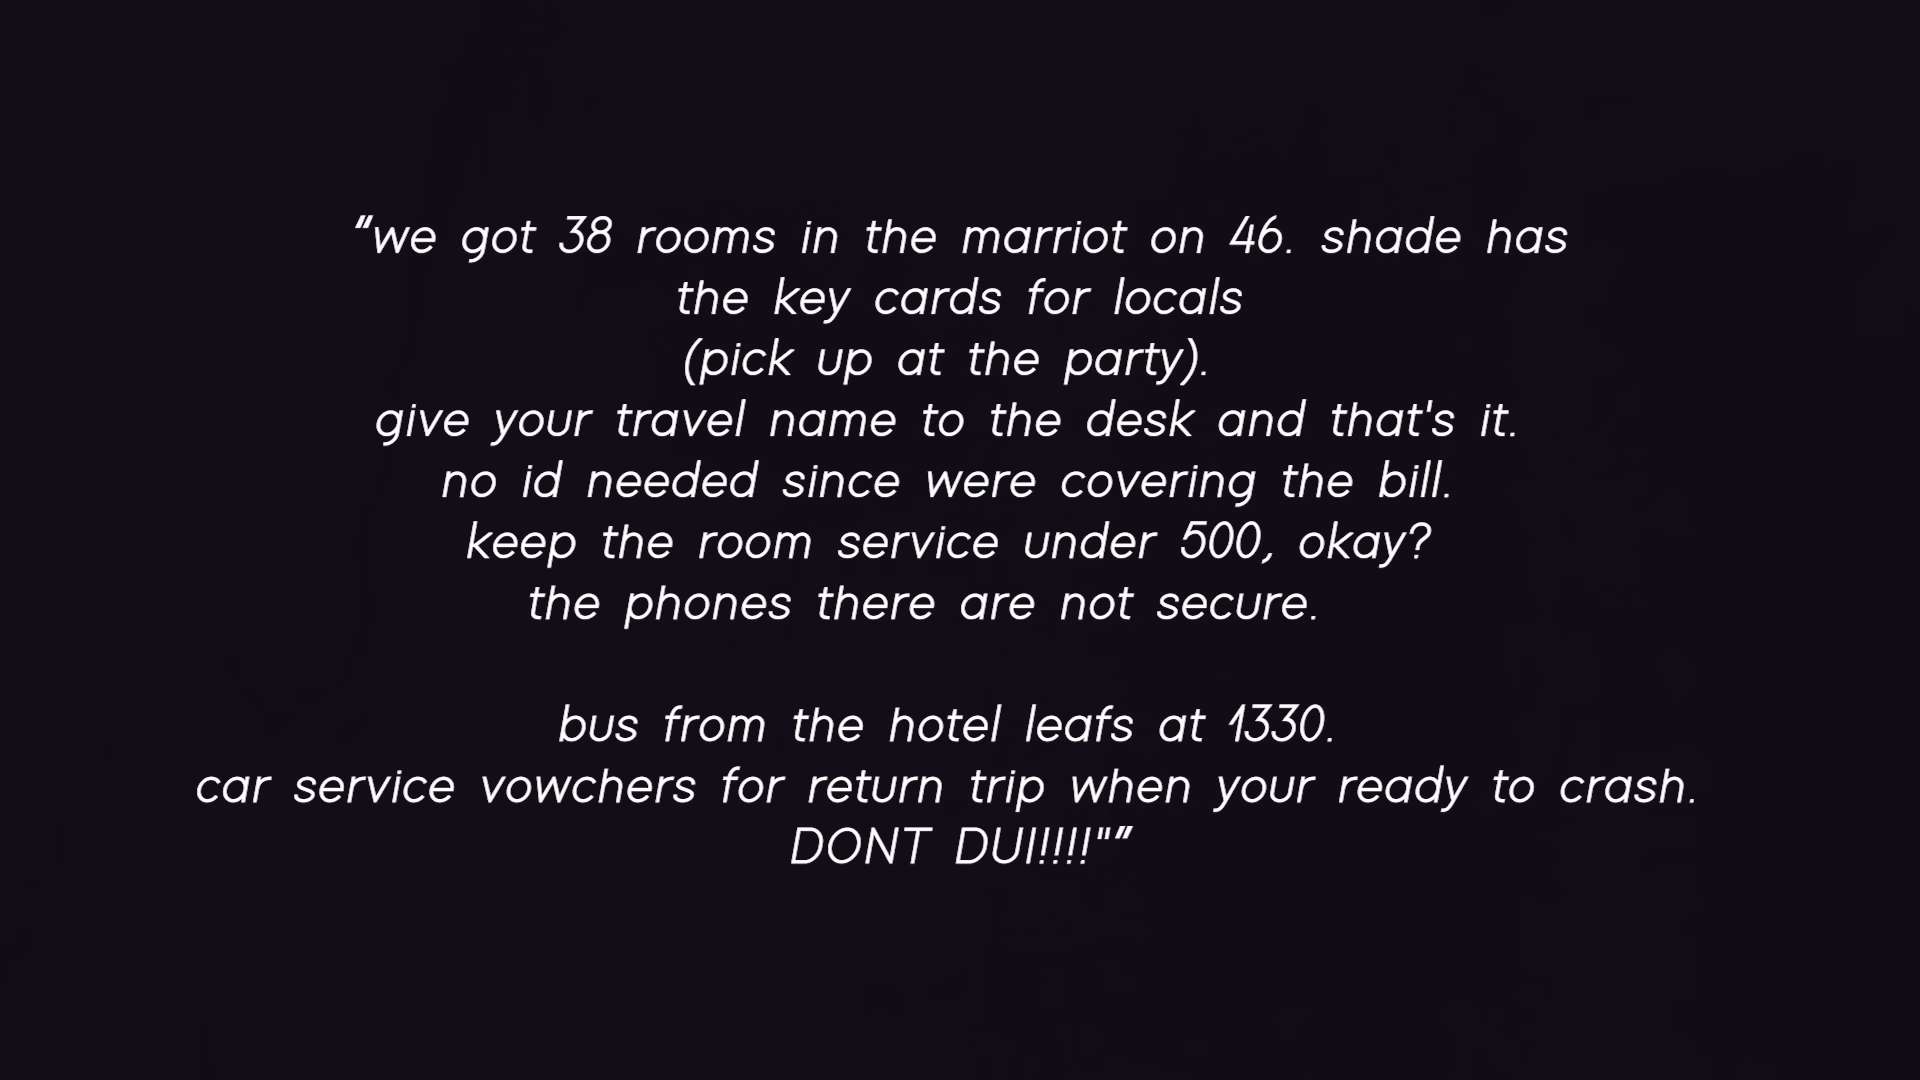 “we got 38 rooms in the marriot on 46. shade has
the key cards for locals
(pick up at the party).
give your travel name to the desk and that's it.
no id needed since were covering the bill.
keep the room service under 500, okay?
the phones there are not secure.
bus from the hotel leafs at 1330.
car service vowchers for return trip when your ready to crash.
DONT DUI!!!!"”